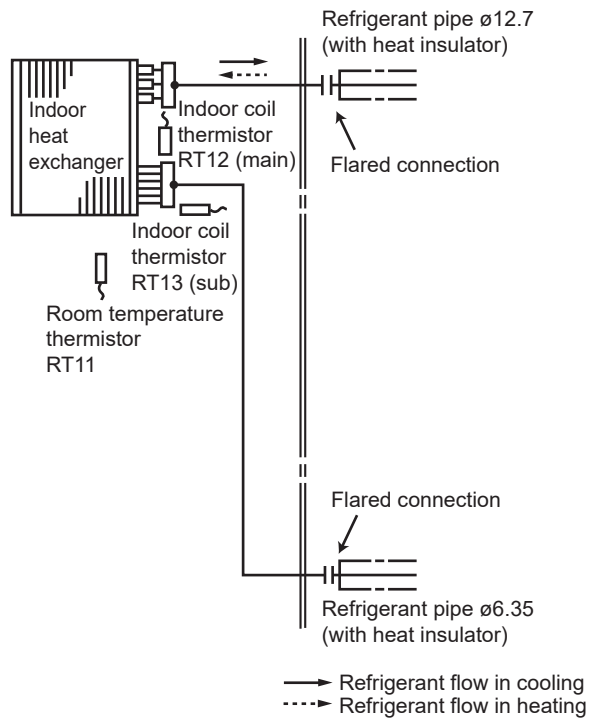 Refrigerant pipe ø12.7
(with heat insulator)
Indoor
heat
exchanger
Indoor coil
thermistor
RT12 (main)
Flared connection
Indoor coil
thermistor
RT13 (sub)
Room temperature
thermistor
RT11
Flared connection
Refrigerant pipe ø6.35
(with heat insulator)
Refrigerant flow in cooling
Refrigerant flow in heating